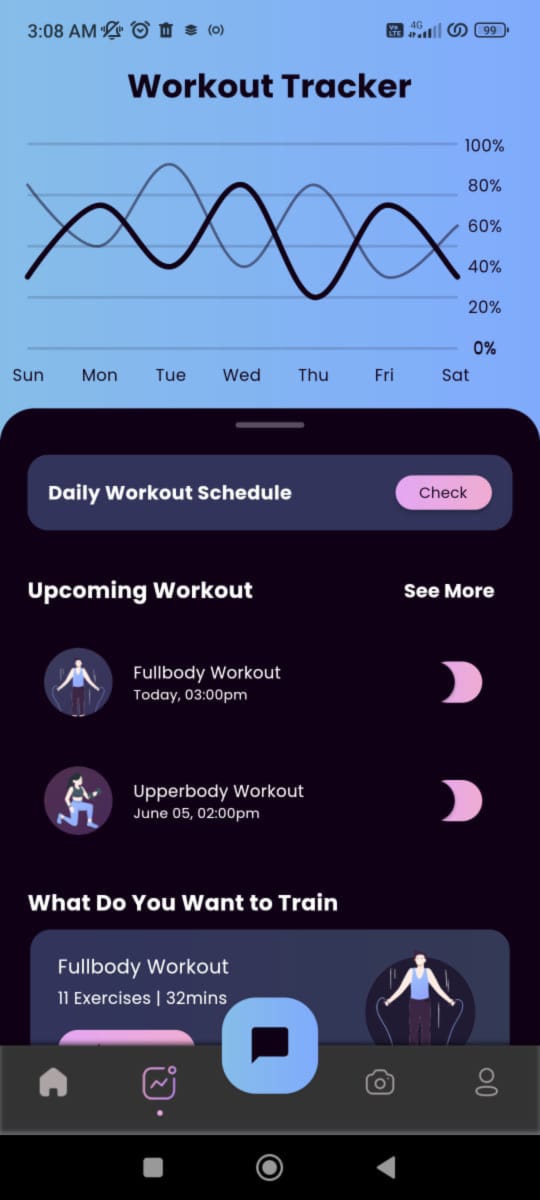 3:08 AM
Vo LTE
4G
99
Workout Tracker
100%
80%
60%
40%
20%
0%
Sun Mon Tue Wed Thu Fri Sat
Daily Workout Schedule Check
Upcoming Workout See More
Fullbody Workout
Today, 03:00pm
Upperbody Workout
June 05, 02:00pm
What Do You Want to Train
Fullbody Workout
11 Exercises | 32mins